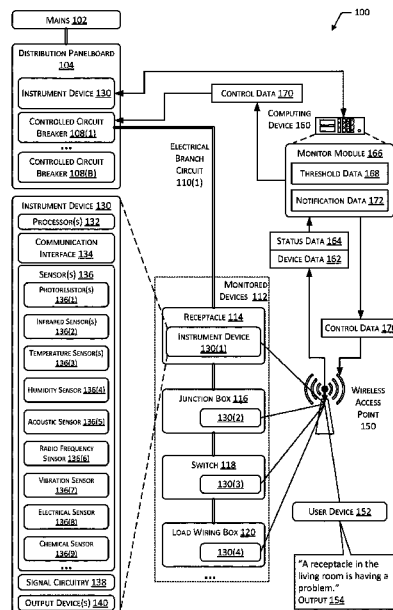 100
MAINS 102
DISTRIBUTION PANELBOARD
104
INSTRUMENT DEVICE 130
CONTROLLED CIRCUIT
BREAKER 108(1)
...
CONTROLLED CIRCUIT
BREAKER 108(B)
CONTROL DATA 170
COMPUTING
DEVICE 160
ELECTRICAL
BRANCH
CIRCUIT
110(1)
MONITOR MODULE 166
THRESHOLD DATA 168
NOTIFICATION DATA 172
STATUS DATA 164
DEVICE DATA 162
CONTROL DATA 170
INSTRUMENT DEVICE 130
PROCESSOR(S) 132
COMMUNICATION
INTERFACE 134
SENSOR(S) 136
PHOTORESISTOR(S)
136(1)
INFRARED SENSOR(S)
136(2)
TEMPERATURE SENSOR(S)
136(3)
HUMIDITY SENSOR 136(4)
ACOUSTIC SENSOR
136(5)
RADIO FREQUENCY
SENSOR 136(6)
VIBRATION SENSOR
136(7)
ELECTRICAL SENSOR
136(8)
CHEMICAL SENSOR
136(9)
...
SIGNAL CIRCUITRY 138
OUTPUT DEVICE(S) 140
MONITORED
DEVICES 112
RECEPTACLE 114
INSTRUMENT DEVICE
130(1)
JUNCTION BOX 116
130(2)
SWITCH 118
130(3)
LOAD WIRING BOX 120
130(4)
...
WIRELESS
ACCESS
POINT
150
USER DEVICE 152
"A receptacle in the
living room is having a
problem."
OUTPUT 154